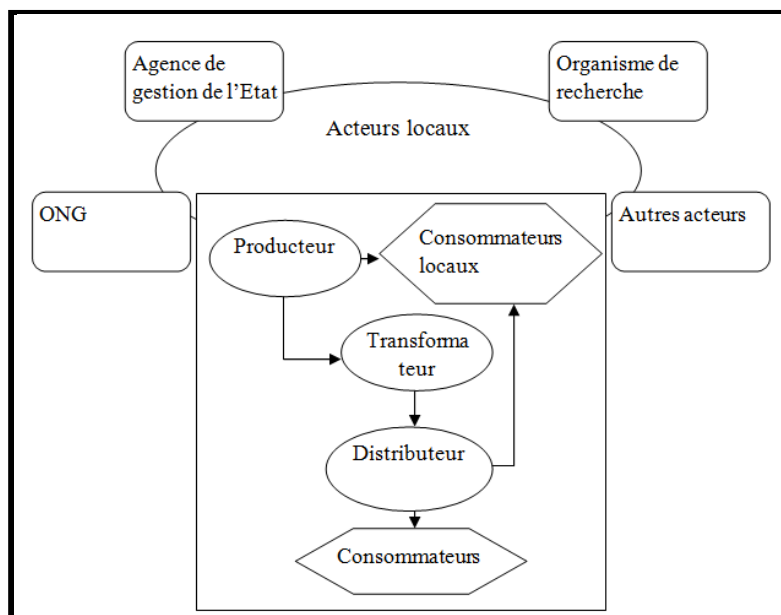 Agence de
gestion de l'Etat
Organisme de
recherche
Acteurs locaux
ONG
Autres acteurs
Producteur
Consommateurs
locaux
Transforma
teur
Distributeur
Consommateurs